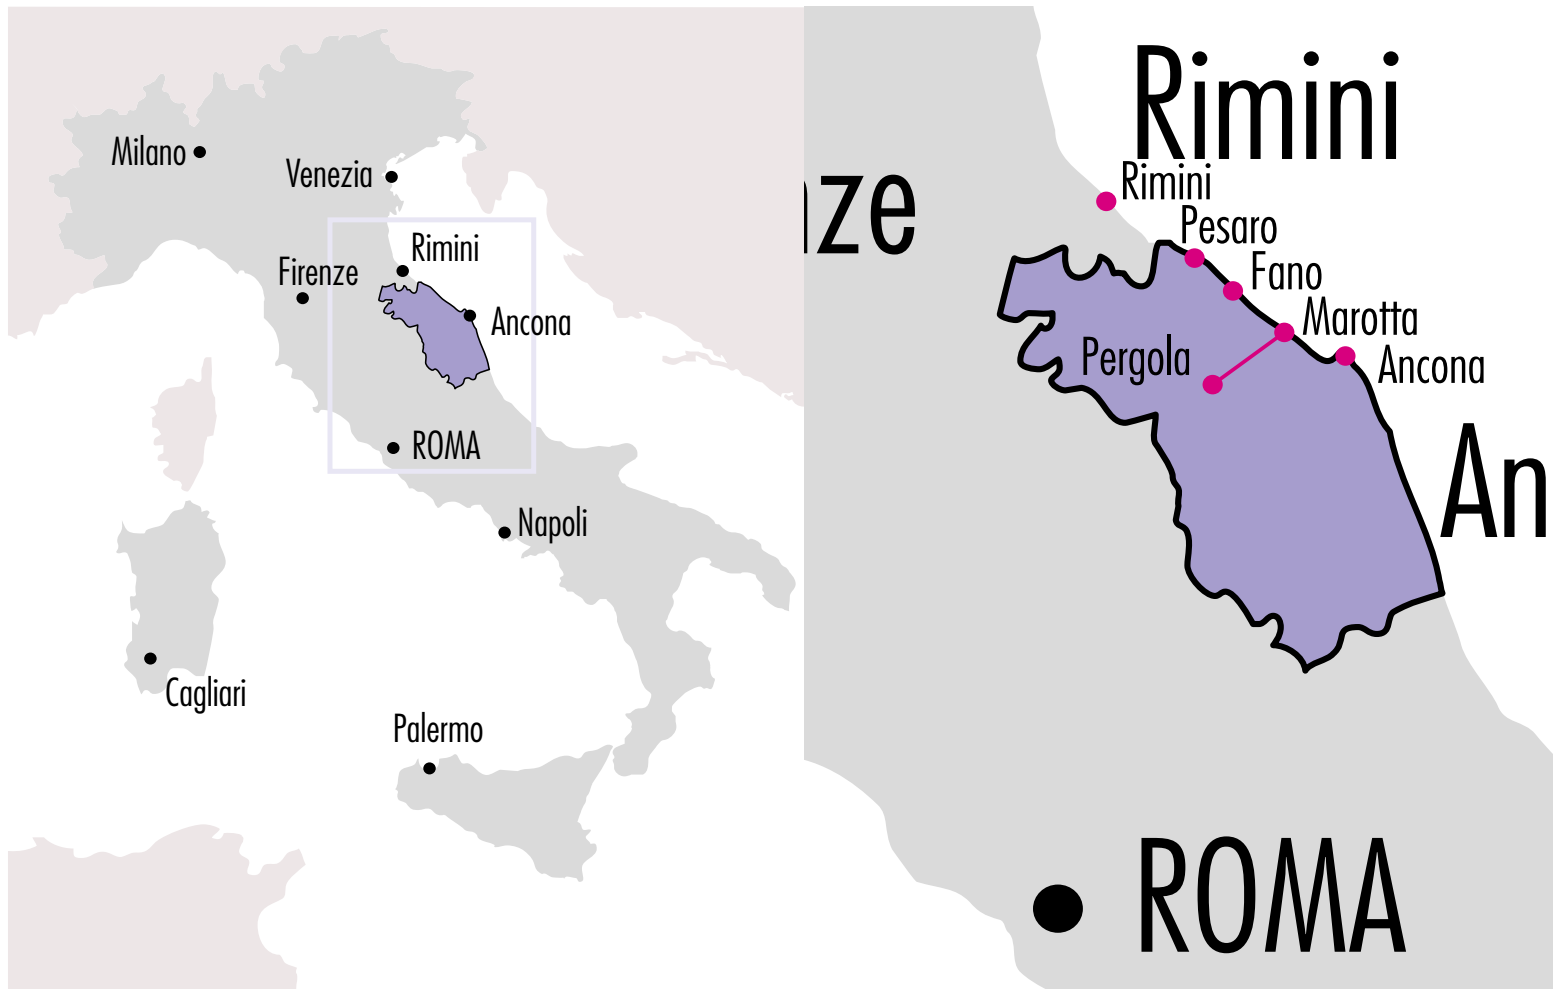 Milano
Venezia
Rimini
Firenze
Ancona
ROMA
Napoli
Cagliari
Palermo
Rimini
nze
Rimini
Pesaro
Fano
Marotta
Pergola
Ancona
An
ROMA